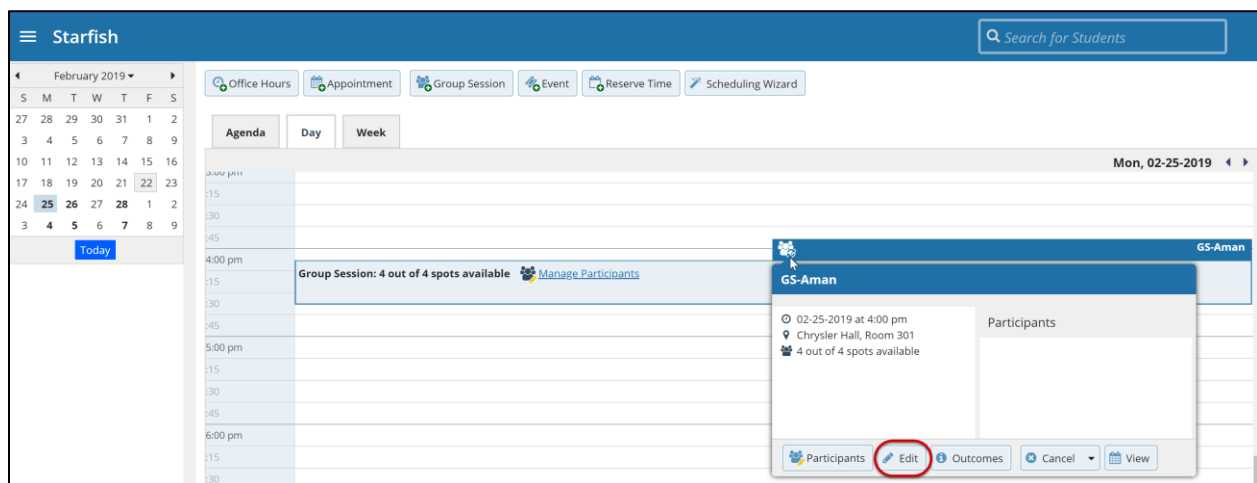 Starfish
Search for Students
February 2019
S M T W T F S
27 28 29 30 31 1 2
3 4 5 6 7 8 9
10 11 12 13 14 15 16
17 18 19 20 21 22 23
24 25 26 27 28 1 2
3 4 5 6 7 8 9
Today
Office Hours Appointment Group Session Event Reserve Time Scheduling Wizard
Agenda Day Week
Mon, 02-25-2019
3:00 pm
:15
:30
:45
GS-Aman
4:00 pm
Group Session: 4 out of 4 spots available Manage Participants
:15
:30
:45
5:00 pm
:15
:30
:45
6:00 pm
:15
:30
GS-Aman
02-25-2019 at 4:00 pm
Chrysler Hall, Room 301
4 out of 4 spots available
Participants
Participants Edit Outcomes Cancel View